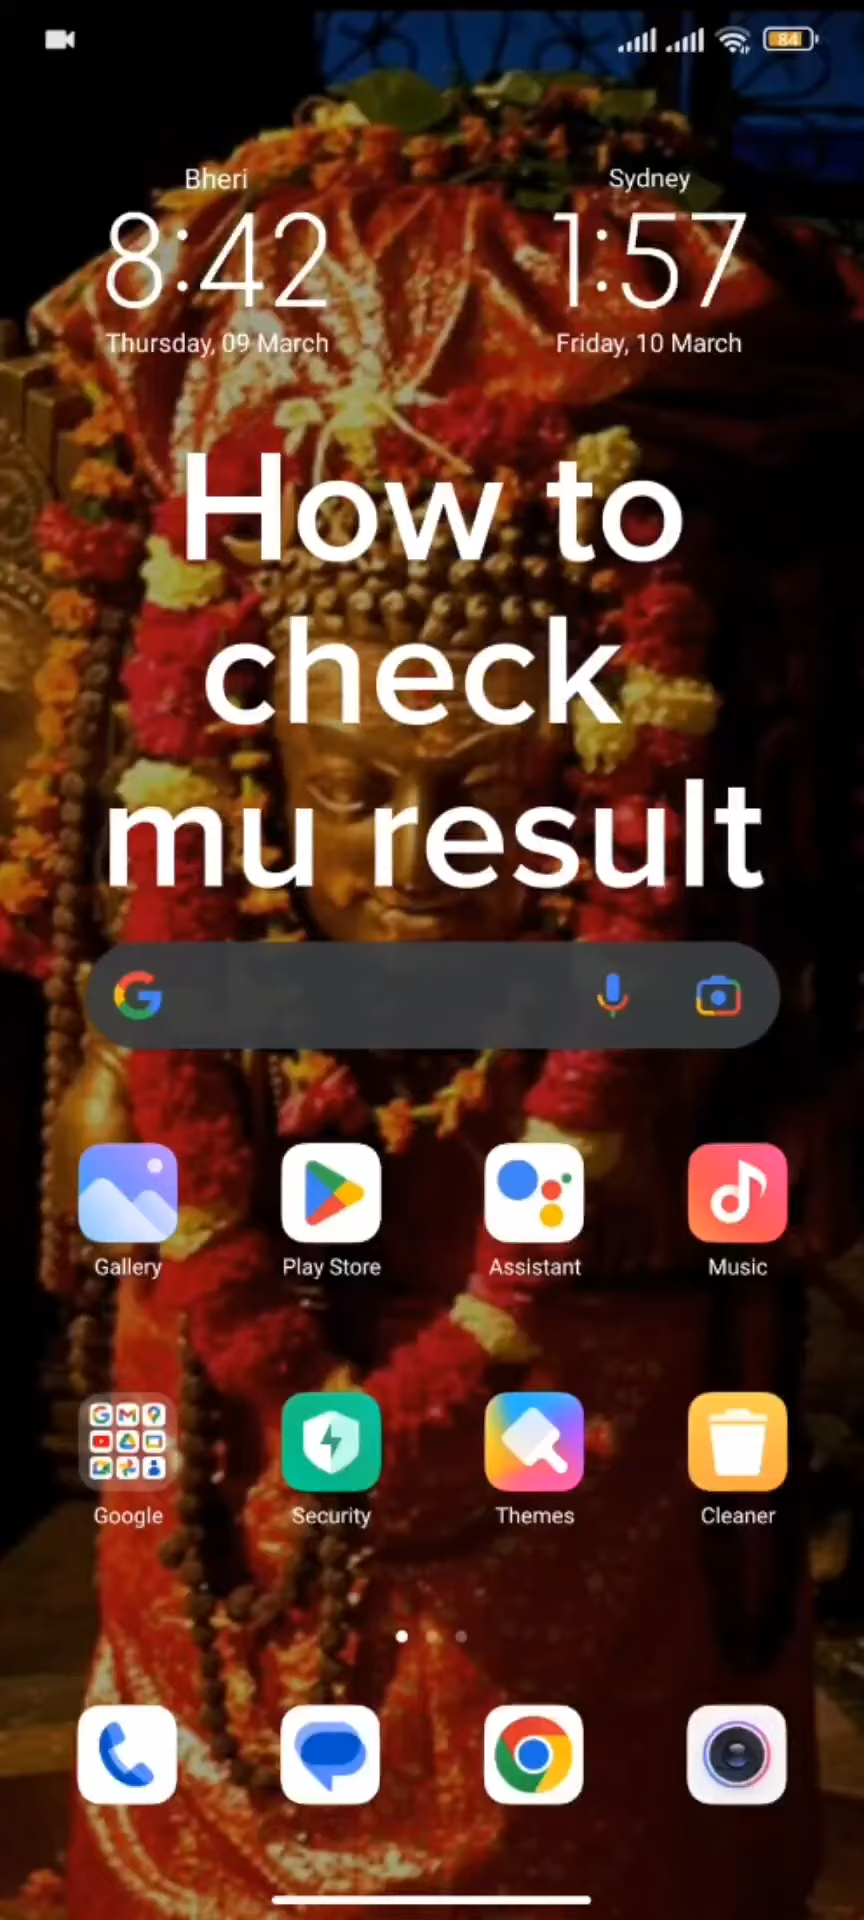 84
Bheri
Sydney
8:42
1:57
Thursday, 09 March
Friday, 10 March
How to
check
mu result
Gallery
Play Store
Assistant
Music
Google
Security
Themes
Cleaner